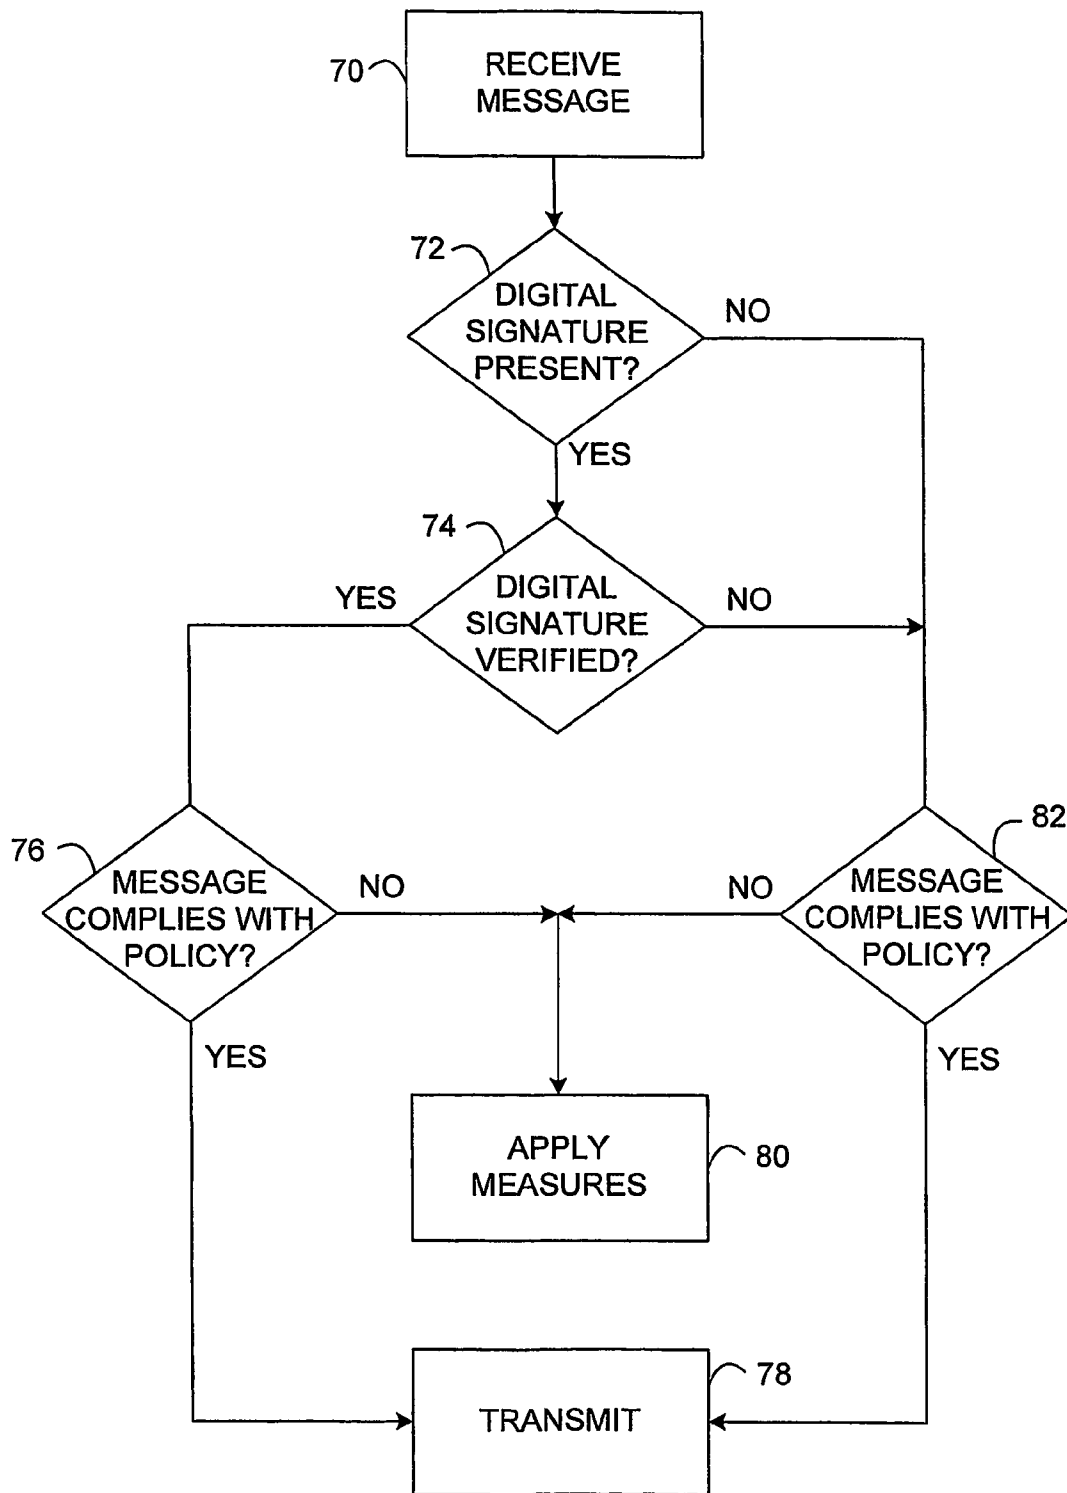 70
RECEIVE
MESSAGE
72
DIGITAL
SIGNATURE
PRESENT?
NO
YES
74
DIGITAL
SIGNATURE
VERIFIED?
YES
NO
76
MESSAGE
COMPLIES WITH
POLICY?
NO
YES
82
MESSAGE
COMPLIES WITH
POLICY?
NO
YES
APPLY
MEASURES
80
TRANSMIT
78